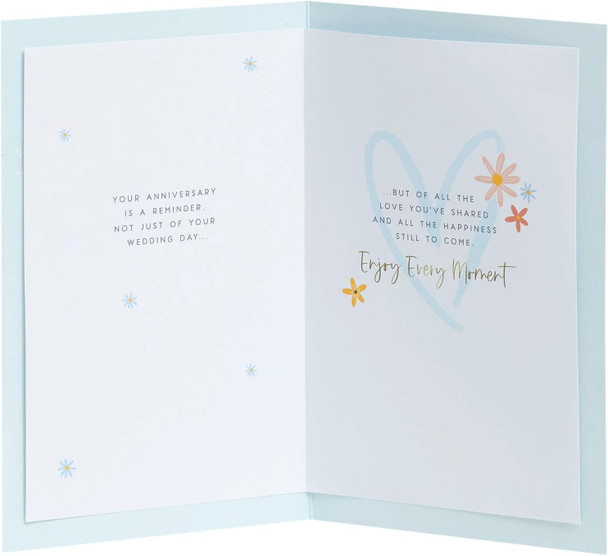 YOUR ANNIVERSARY
IS A REMINDER,
NOT JUST OF YOUR
WEDDING DAY...
...BUT OF ALL THE
LOVE YOU'VE SHARED
AND ALL THE HAPPINESS
STILL TO COME.
Enjoy Every Moment